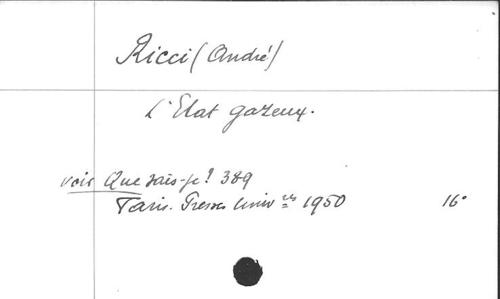 Ricci (André)
L'Etat gazeux.
voir Que sais-je? 389
Paris. Presses Univ res 1950 16°